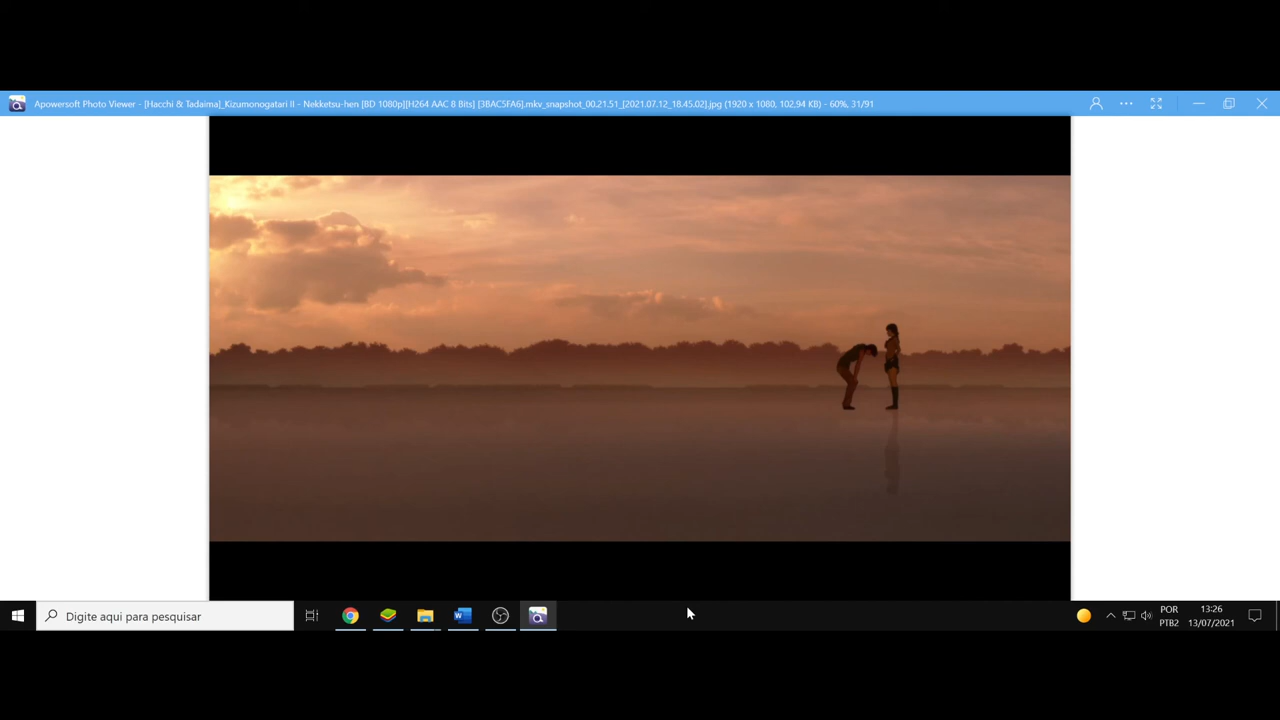 Apowersoft Photo Viewer - [Hacchi & Tadaima]_Kizumonogatari II - Nekketsu-hen [BD 1080p][H264 AAC 8 Bits] [3BAC5FA6].mkv_snapshot_00.21.51_[2021.07.12_18.45.02].jpg (1920 x 1080, 102,94 KB) - 60%, 31/91
Digite aqui para pesquisar
POR
PTB2
13:26
13/07/2021